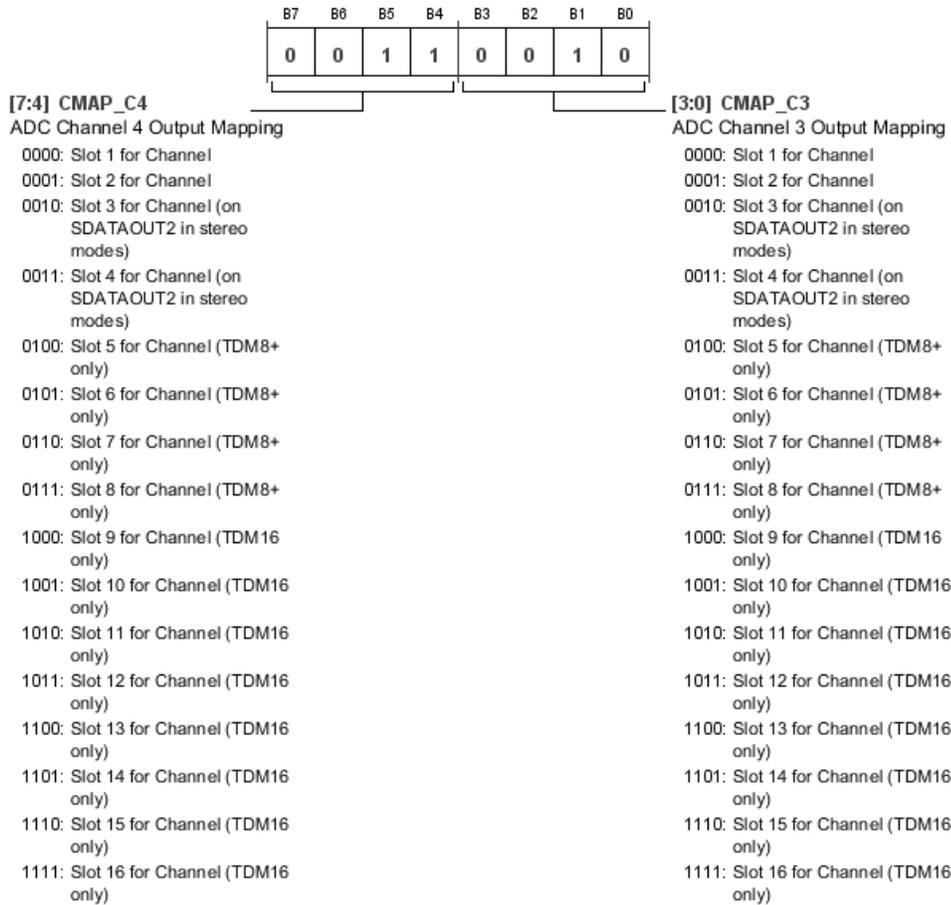 B7 B6 B5 B4 B3 B2 B1 B0
0 0 1 1 0 0 1 0
[7:4] CMAP_C4
ADC Channel 4 Output Mapping
0000: Slot 1 for Channel
0001: Slot 2 for Channel
0010: Slot 3 for Channel (on
SDATAOUT2 in stereo
modes)
0011: Slot 4 for Channel (on
SDATAOUT2 in stereo
modes)
0100: Slot 5 for Channel (TDM8+
only)
0101: Slot 6 for Channel (TDM8+
only)
0110: Slot 7 for Channel (TDM8+
only)
0111: Slot 8 for Channel (TDM8+
only)
1000: Slot 9 for Channel (TDM16
only)
1001: Slot 10 for Channel (TDM16
only)
1010: Slot 11 for Channel (TDM16
only)
1011: Slot 12 for Channel (TDM16
only)
1100: Slot 13 for Channel (TDM16
only)
1101: Slot 14 for Channel (TDM16
only)
1110: Slot 15 for Channel (TDM16
only)
1111: Slot 16 for Channel (TDM16
only)
[3:0] CMAP_C3
ADC Channel 3 Output Mapping
0000: Slot 1 for Channel
0001: Slot 2 for Channel
0010: Slot 3 for Channel (on
SDATAOUT2 in stereo
modes)
0011: Slot 4 for Channel (on
SDATAOUT2 in stereo
modes)
0100: Slot 5 for Channel (TDM8+
only)
0101: Slot 6 for Channel (TDM8+
only)
0110: Slot 7 for Channel (TDM8+
only)
0111: Slot 8 for Channel (TDM8+
only)
1000: Slot 9 for Channel (TDM16
only)
1001: Slot 10 for Channel (TDM16
only)
1010: Slot 11 for Channel (TDM16
only)
1011: Slot 12 for Channel (TDM16
only)
1100: Slot 13 for Channel (TDM16
only)
1101: Slot 14 for Channel (TDM16
only)
1110: Slot 15 for Channel (TDM16
only)
1111: Slot 16 for Channel (TDM16
only)